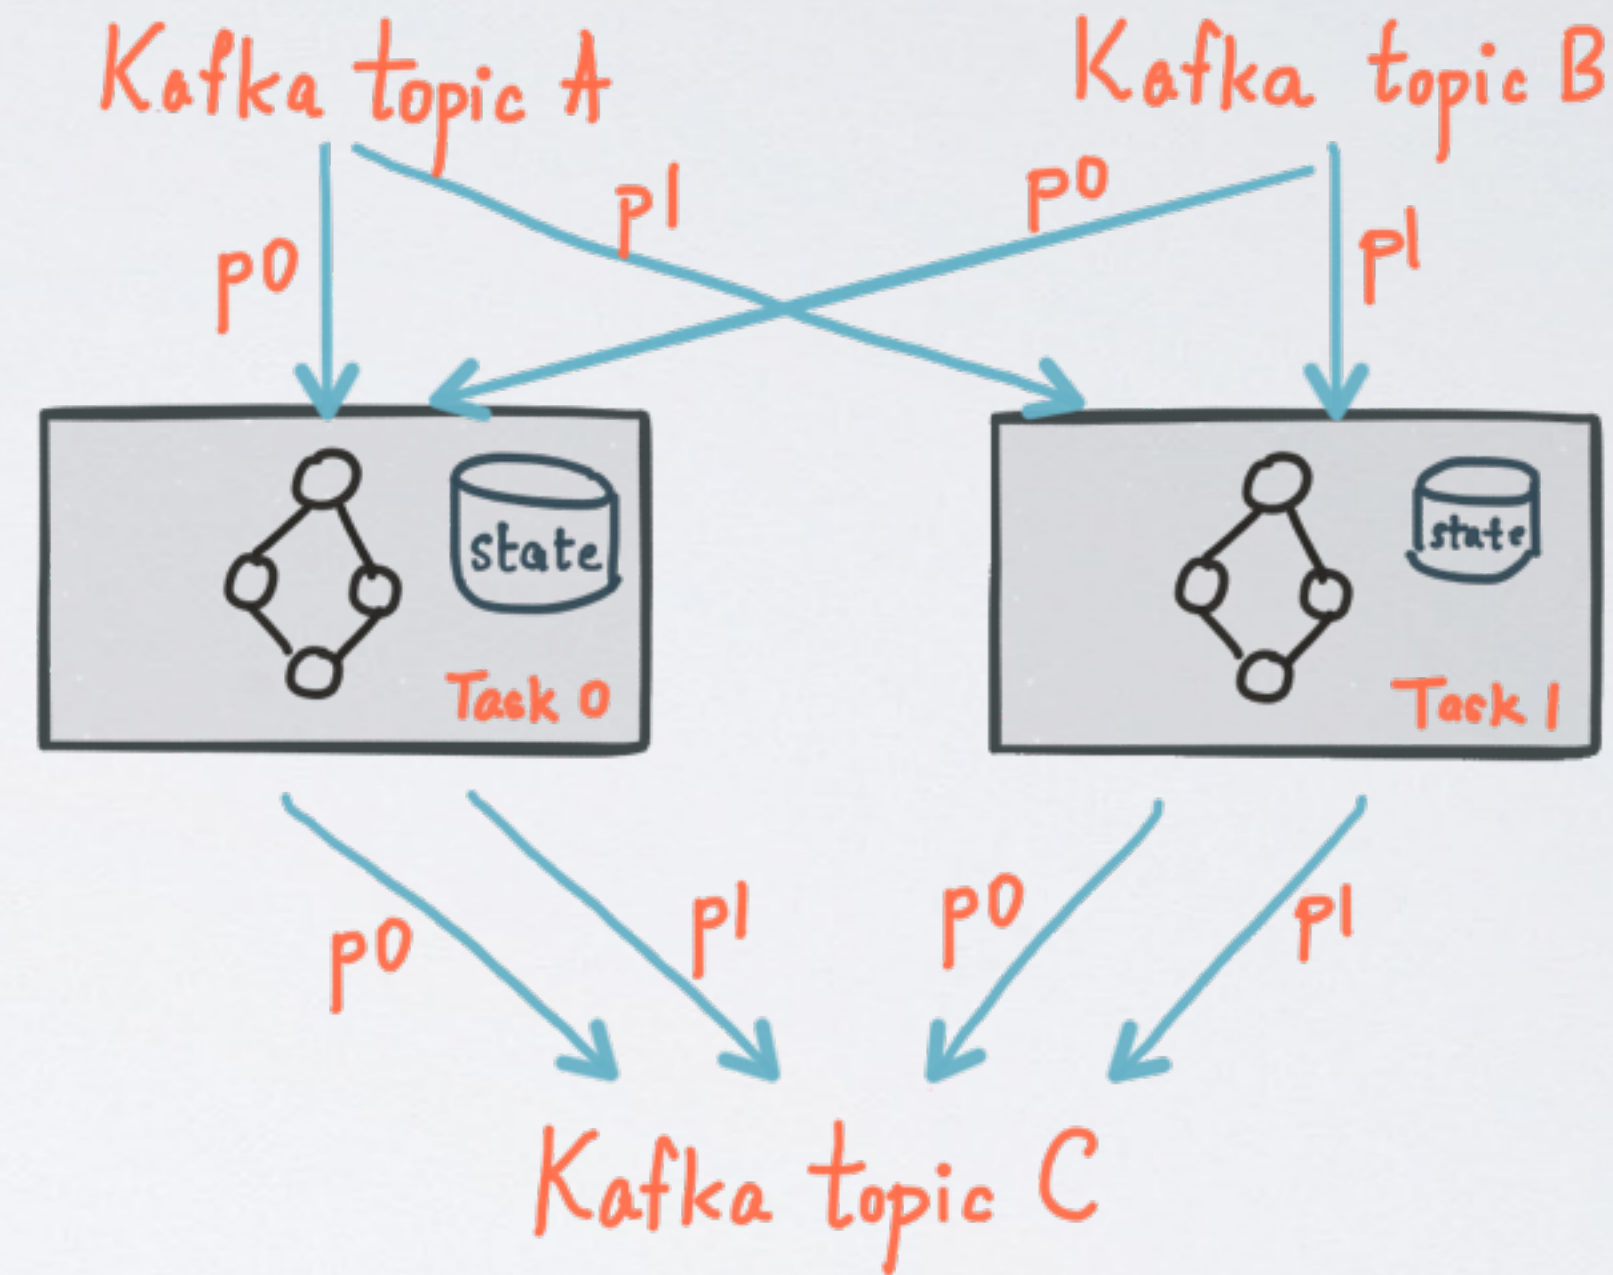 Kafka topic A
Kafka topic B
p0
p1
p0
p1
state
Task 0
state
Task 1
p0
p1
p0
p1
Kafka topic C